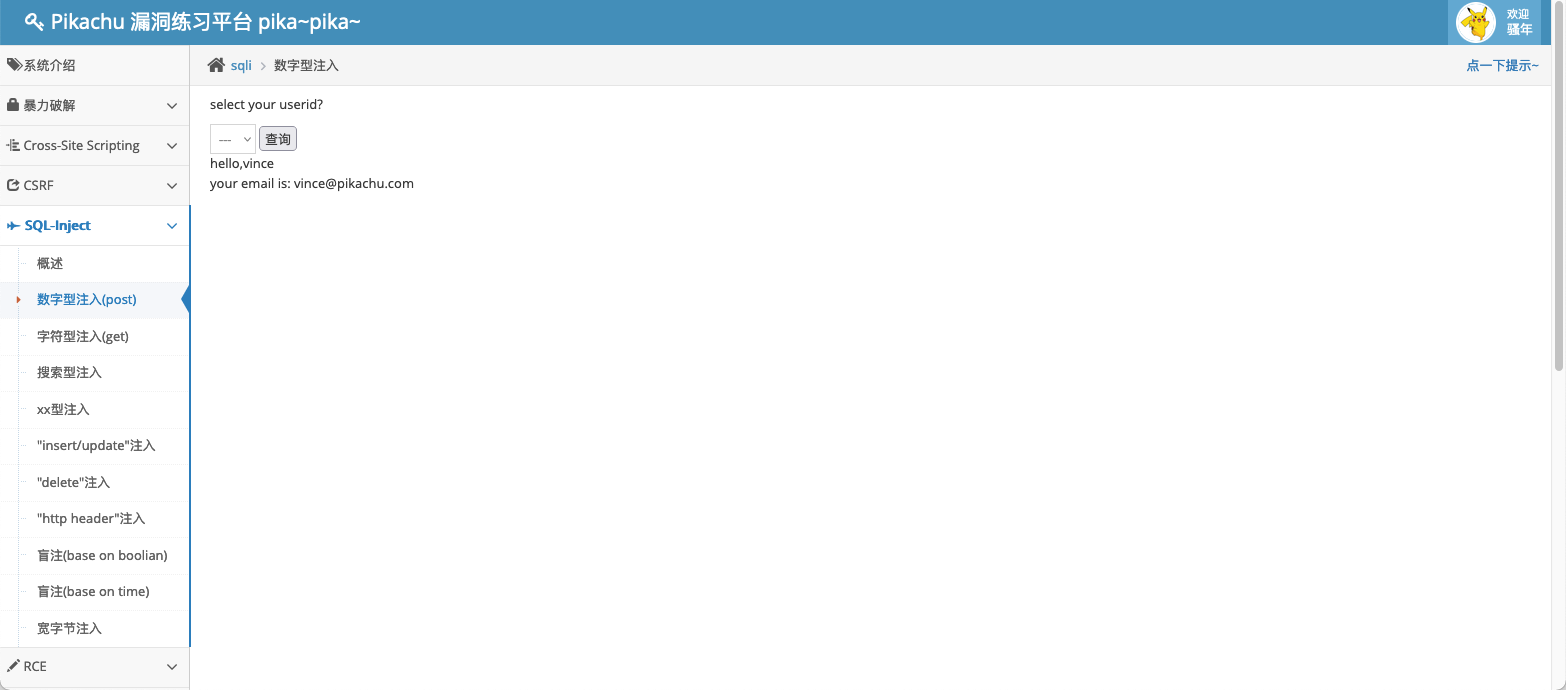 Pikachu 漏洞练习平台 pika~pika~
欢迎
骚年
系统介绍
暴力破解
Cross-Site Scripting
CSRF
SQL-Inject
概述
数字型注入(post)
字符型注入(get)
搜索型注入
xx型注入
"insert/update"注入
"delete"注入
"http header"注入
盲注(base on boolian)
盲注(base on time)
宽字节注入
RCE
sqli > 数字型注入
点一下提示~
select your userid?
--- 查询
hello,vince
your email is: vince@pikachu.com